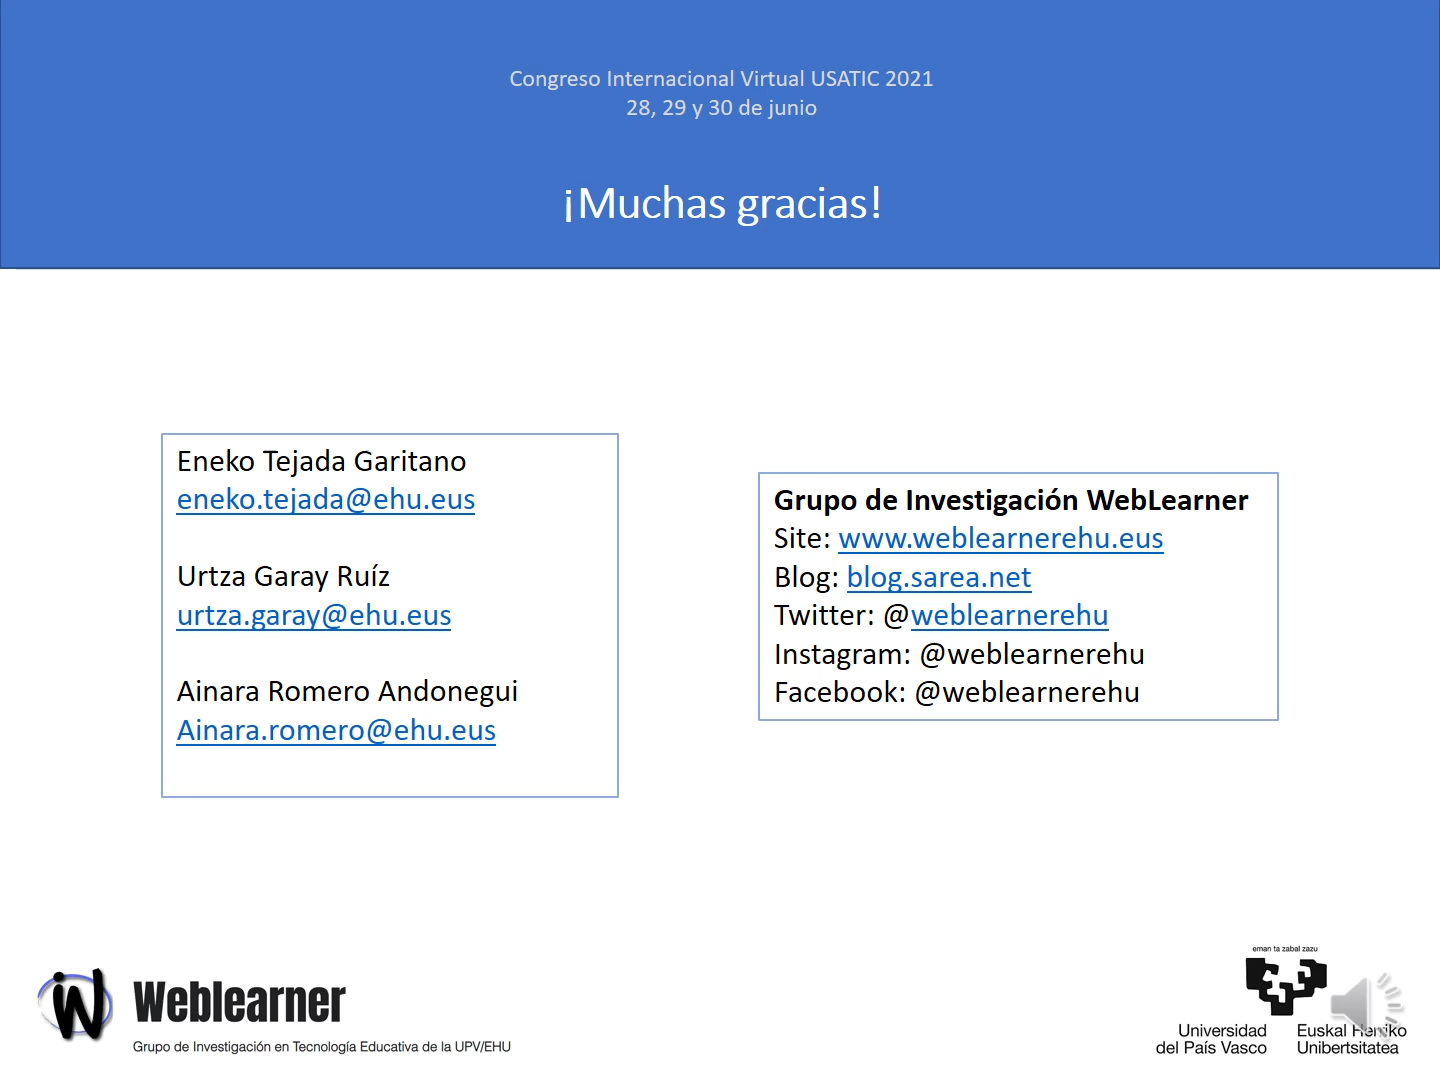 Congreso Internacional Virtual USATIC 2021
28, 29 y 30 de junio
¡Muchas gracias!
Eneko Tejada Garitano
eneko.tejada@ehu.eus
Urtza Garay Ruíz
urtza.garay@ehu.eus
Ainara Romero Andonegui
Ainara.romero@ehu.eus
Grupo de Investigación WebLearner
Site: www.weblearnerehu.eus
Blog: blog.sarea.net
Twitter: @weblearnerehu
Instagram: @weblearnerehu
Facebook: @weblearnerehu
Weblearner
Grupo de Investigación en Tecnología Educativa de la UPV/EHU
eman ta zabal zazu
Universidad
del País Vasco
Euskal Herriko
Unibertsitatea